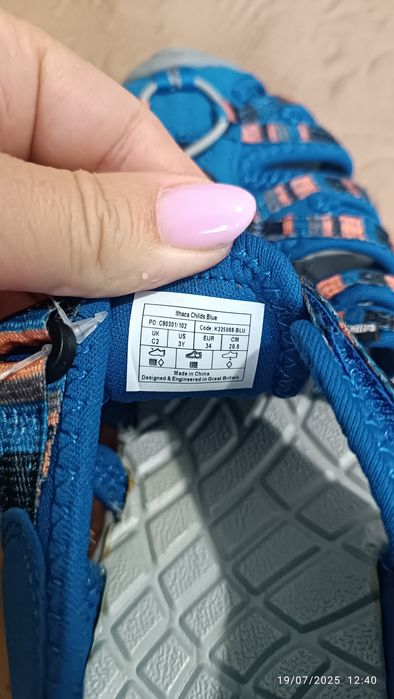 Ithaca Childs Blue
PO: C90301/102 Code. K225068-BLU
UK US EUR CM
C2 3Y 34 20.5
Made in China
Designed & Engineered in Great Britain
19/07/2025 12:40